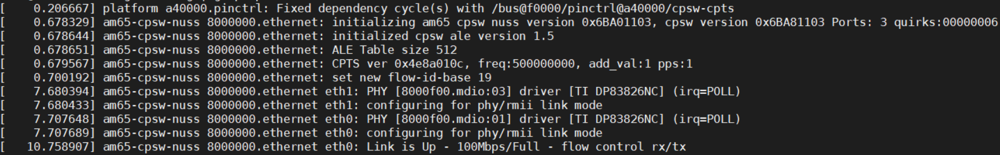 [    0.206667] platform a40000.pinctrl: Fixed dependency cycle(s) with /bus@f0000/pinctrl@a40000/cpsw-cpts
[    0.678329] am65-cpsw-nuss 8000000.ethernet: initializing am65 cpsw nuss version 0x6BA01103, cpsw version 0x6BA81103 Ports: 3 quirks:00000006
[    0.678644] am65-cpsw-nuss 8000000.ethernet: initialized cpsw ale version 1.5
[    0.678651] am65-cpsw-nuss 8000000.ethernet: ALE Table size 512
[    0.679567] am65-cpsw-nuss 8000000.ethernet: CPTS ver 0x4e8a010c, freq:500000000, add_val:1 pps:1
[    0.700192] am65-cpsw-nuss 8000000.ethernet: set new flow-id-base 19
[    7.680394] am65-cpsw-nuss 8000000.ethernet eth1: PHY [8000f00.mdio:03] driver [TI DP83826NC] (irq=POLL)
[    7.680433] am65-cpsw-nuss 8000000.ethernet eth1: configuring for phy/rmii link mode
[    7.707648] am65-cpsw-nuss 8000000.ethernet eth0: PHY [8000f00.mdio:01] driver [TI DP83826NC] (irq=POLL)
[    7.707689] am65-cpsw-nuss 8000000.ethernet eth0: configuring for phy/rmii link mode
[   10.758907] am65-cpsw-nuss 8000000.ethernet eth0: Link is Up - 100Mbps/Full - flow control rx/tx